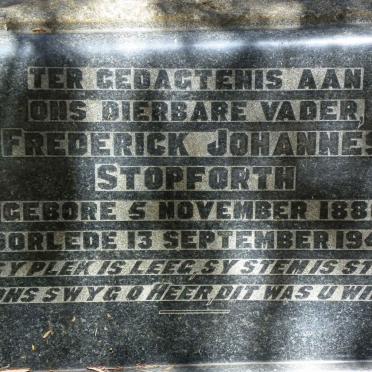 TER GEDAGTENIS AAN
ONS DIERBARE VADER,
FREDERICK JOHANNES
STOPFORTH
GEBORE 5 NOVEMBER 188
OORLEDE 13 SEPTEMBER 194
SY PLEK IS LEEG, SY STEM IS ST
ONS SWYG O HEER, DIT WAS U WI